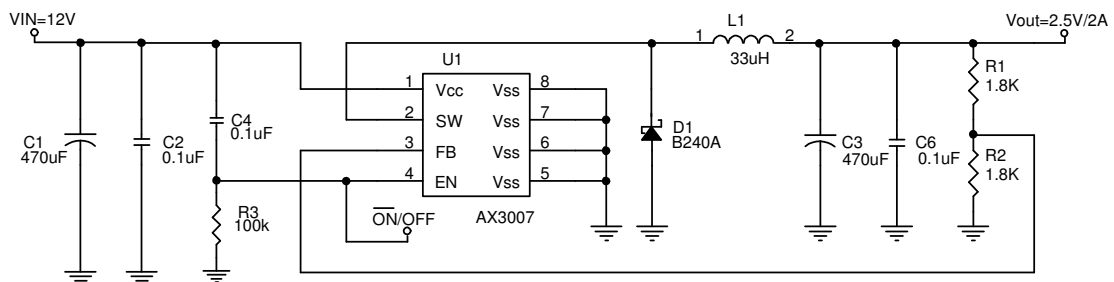 VIN=12V
L1
Vout=2.5V/2A
1
2
33uH
U1
R1
1.8K
1
Vcc
Vss
8
2
SW
Vss
7
3
FB
Vss
6
4
EN
Vss
5
C4
0.1uF
C1
470uF
C2
0.1uF
D1
B240A
C3
470uF
C6
0.1uF
R2
1.8K
R3
100k
O̅N̅/OFF
AX3007